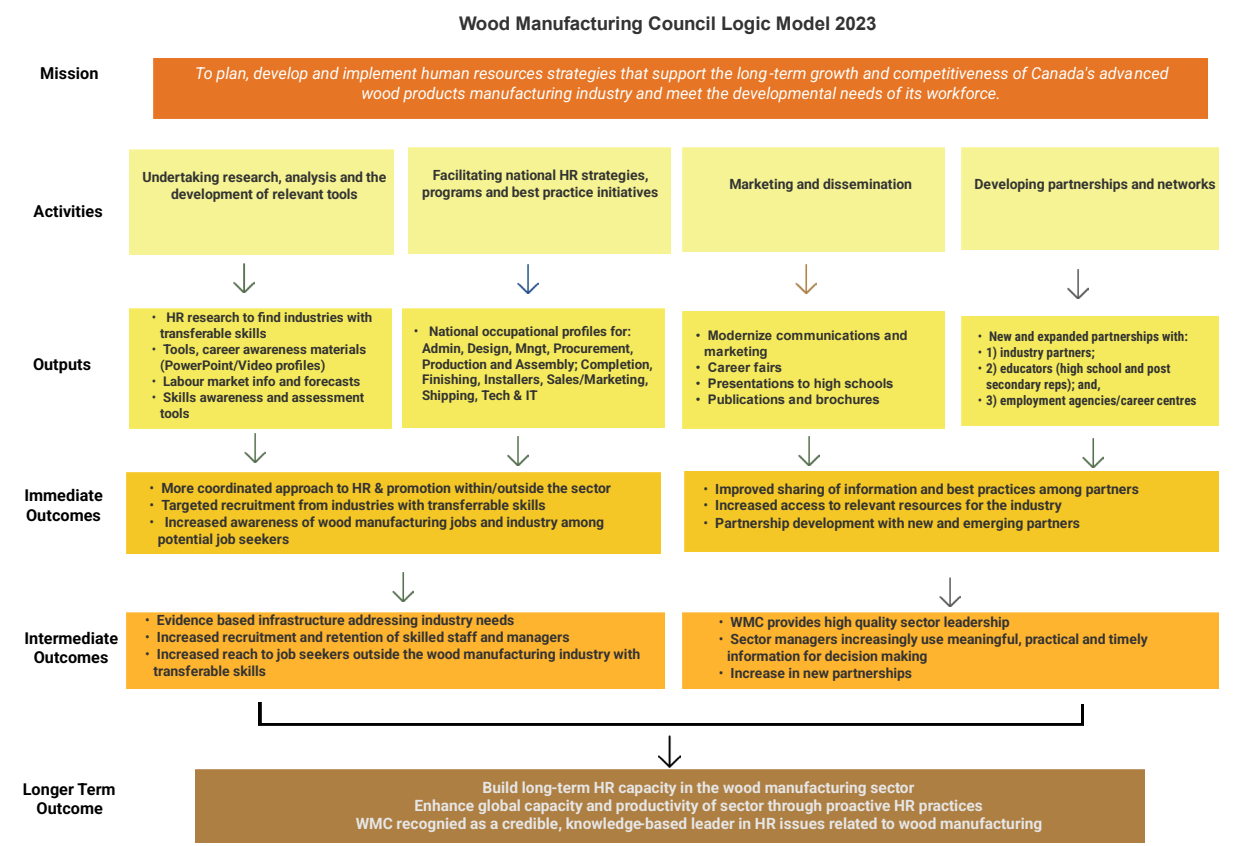 Wood Manufacturing Council Logic Model 2023
Mission
To plan, develop and implement human resources strategies that support the long-term growth and competitiveness of Canada's advanced
wood products manufacturing industry and meet the developmental needs of its workforce.
Activities
Undertaking research, analysis and the
development of relevant tools
Facilitating national HR strategies,
programs and best practice initiatives
Marketing and dissemination
Developing partnerships and networks
Outputs
• HR research to find industries with
transferable skills
• Tools, career awareness materials
(PowerPoint/Video profiles)
• Labour market info and forecasts
• Skills awareness and assessment
tools
• National occupational profiles for:
Admin, Design, Mngt, Procurement,
Production and Assembly; Completion,
Finishing, Installers, Sales/Marketing,
Shipping, Tech & IT
• Modernize communications and
marketing
• Career fairs
• Presentations to high schools
• Publications and brochures
• New and expanded partnerships with:
• 1) industry partners;
• 2) educators (high school and post
secondary reps); and,
• 3) employment agencies/career centres
Immediate
Outcomes
• More coordinated approach to HR & promotion within/outside the sector
• Targeted recruitment from industries with transferrable skills
• Increased awareness of wood manufacturing jobs and industry among
potential job seekers
• Improved sharing of information and best practices among partners
• Increased access to relevant resources for the industry
• Partnership development with new and emerging partners
Intermediate
Outcomes
• Evidence based infrastructure addressing industry needs
• Increased recruitment and retention of skilled staff and managers
• Increased reach to job seekers outside the wood manufacturing industry with
transferable skills
• WMC provides high quality sector leadership
• Sector managers increasingly use meaningful, practical and timely
information for decision making
• Increase in new partnerships
Longer Term
Outcome
Build long-term HR capacity in the wood manufacturing sector
Enhance global capacity and productivity of sector through proactive HR practices
WMC recognied as a credible, knowledge-based leader in HR issues related to wood manufacturing